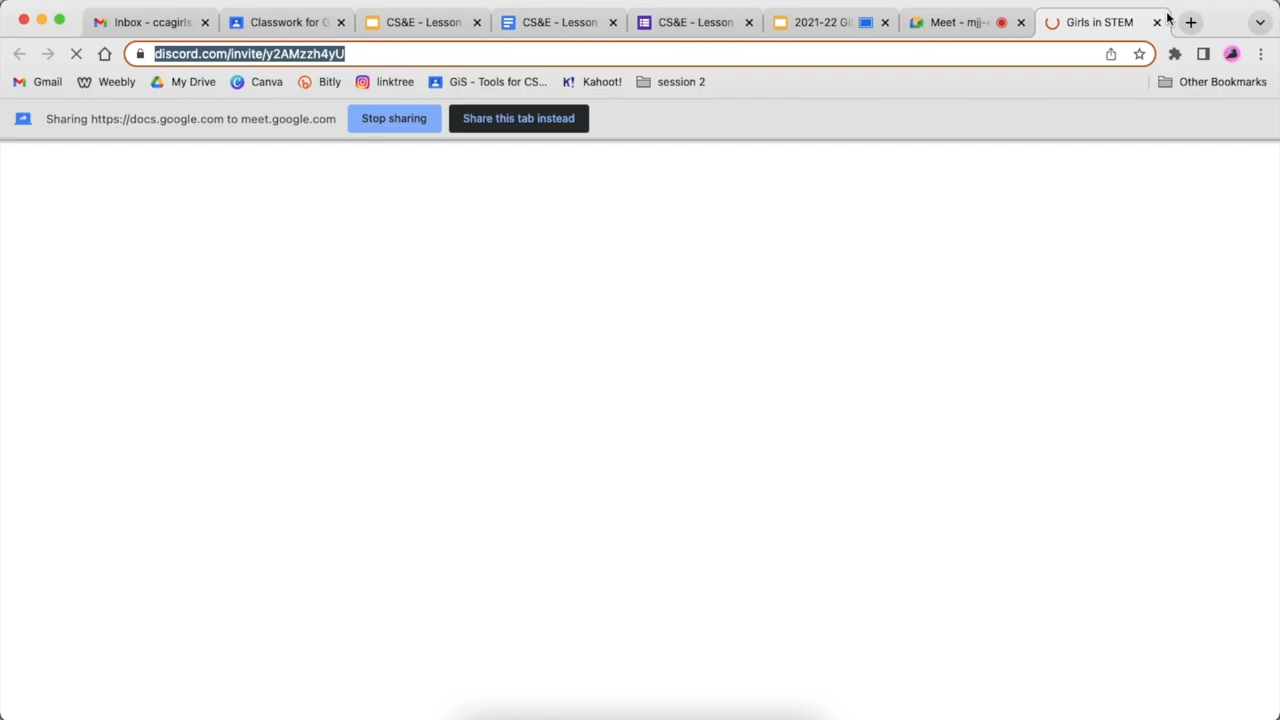 Inbox - ccagirls Classwork for G CS&E - Lesson CS&E - Lesson CS&E - Lesson 2021-22 Gi Meet - mjj- Girls in STEM
discord.com/invite/y2AMzzh4yU
Gmail Weebly My Drive Canva Bitly linktree GiS - Tools for CS... K! Kahoot! session 2 Other Bookmarks
Sharing https://docs.google.com to meet.google.com Stop sharing Share this tab instead